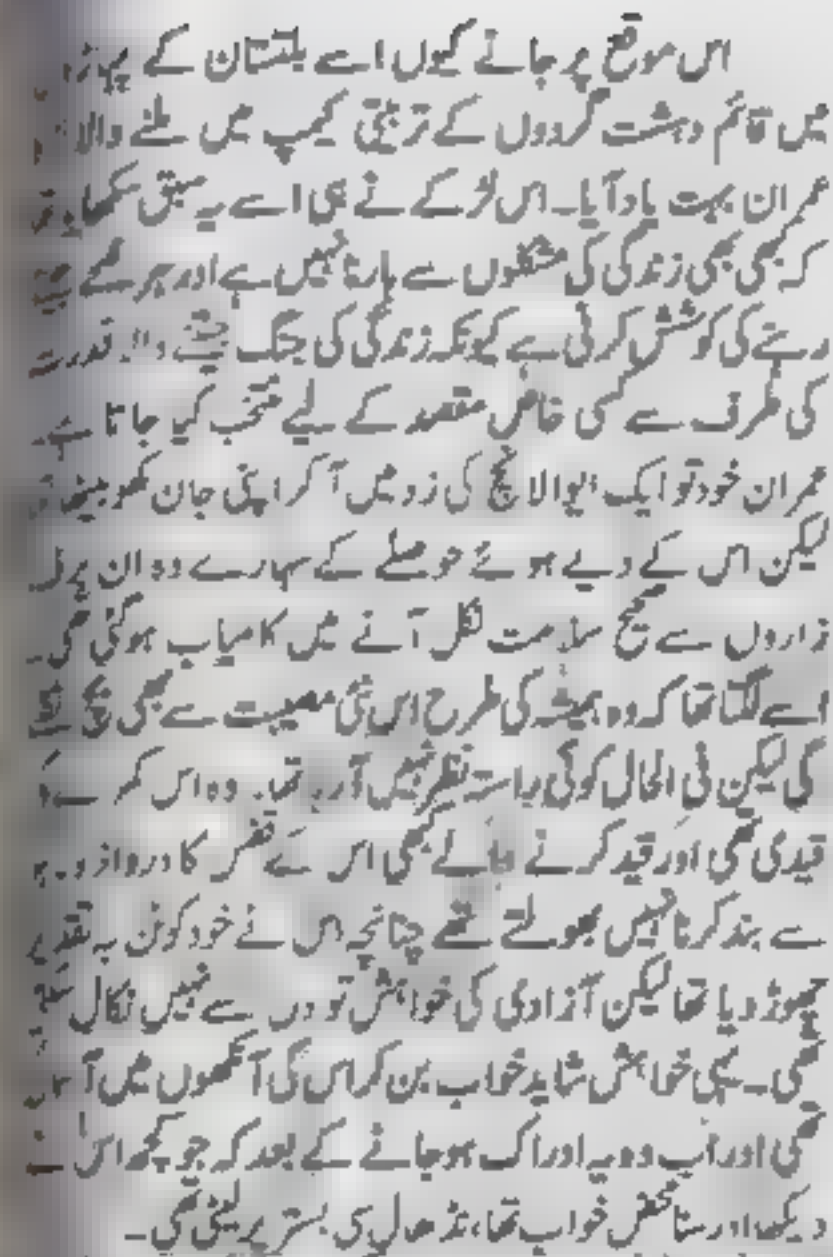 اس موقع پر جانے کیوں اسے بلتستان کے
میں قائم دہشت گردوں کے تربیتی کیمپ میں ملنے والا
عمران بہت یاد آیا۔ اس لڑکے نے ہی اسے یہ سبق سکھایا
کہ کبھی بھی زندگی کی مشکلوں سے ہارنا نہیں ہے اور ہر لمحے
رہنے کی کوشش کرنی ہے کیونکہ زندگی کی جنگ جیتنے والا قدرت
کی طرف سے کسی خاص مقصد کے لیے منتخب کیا جاتا ہے۔
عمران خود تو ایک ایوالانچ کی زد میں آ کر اپنی جان کھو بیٹھا
لیکن اس کے دیے ہوئے حوصلے کے سہارے وہ ان برف
زاروں سے صحیح سلامت نکل آنے میں کامیاب ہو گئی تھی۔
اسے لگتا تھا کہ وہ ہمیشہ کی طرح اس نئی مصیبت سے بھی بچ نکلے
گی لیکن فی الحال کوئی راستہ نظر نہیں آ رہا تھا۔ وہ اس کمرے
قیدی تھی اور قید کرنے والے کبھی اس کے قفس کا دروازہ
سے بند کرنا نہیں بھولتے تھے چنانچہ اس نے خود کو بہ تقدیر
چھوڑ دیا تھا لیکن آزادی کی خواہش تو دل سے نہیں نکال
تھی۔ یہی خواہش شاید خواب بن کر اس کی آنکھوں میں
تھی اور اب وہ یہ ادراک ہو جانے کے بعد کہ جو کچھ اس نے
دیکھا اور سنا محض خواب تھا، نڈھال سی بستر پر لیٹی تھی۔